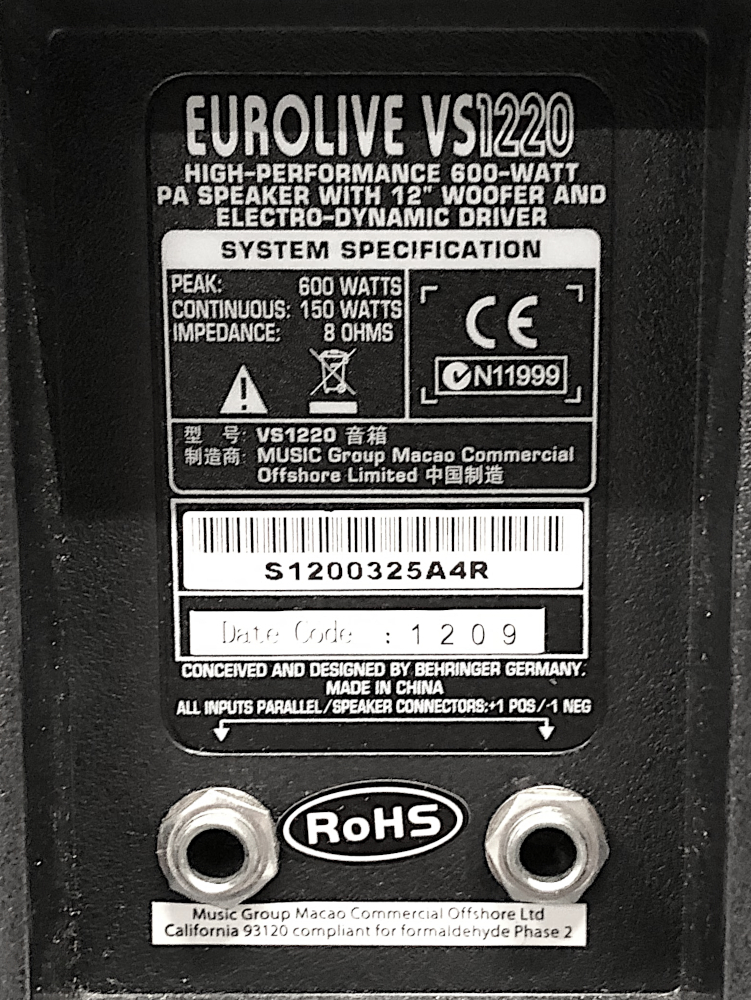 EUROLIVE VS1220
HIGH-PERFORMANCE 600-WATT
PA SPEAKER WITH 12" WOOFER AND
ELECTRO-DYNAMIC DRIVER
SYSTEM SPECIFICATION
PEAK: 600 WATTS
CONTINUOUS: 150 WATTS
IMPEDANCE: 8 OHMS
CE
N11999
型 号: VS1220 音箱
制造商: MUSIC Group Macao Commercial
Offshore Limited 中国制造
S1200325A4R
Date Code : 1209
CONCEIVED AND DESIGNED BY BEHRINGER GERMANY.
MADE IN CHINA
ALL INPUTS PARALLEL/SPEAKER CONNECTORS:+1 POS/-1 NEG
RoHS
Music Group Macao Commercial Offshore Ltd
California 93120 compliant for formaldehyde Phase 2